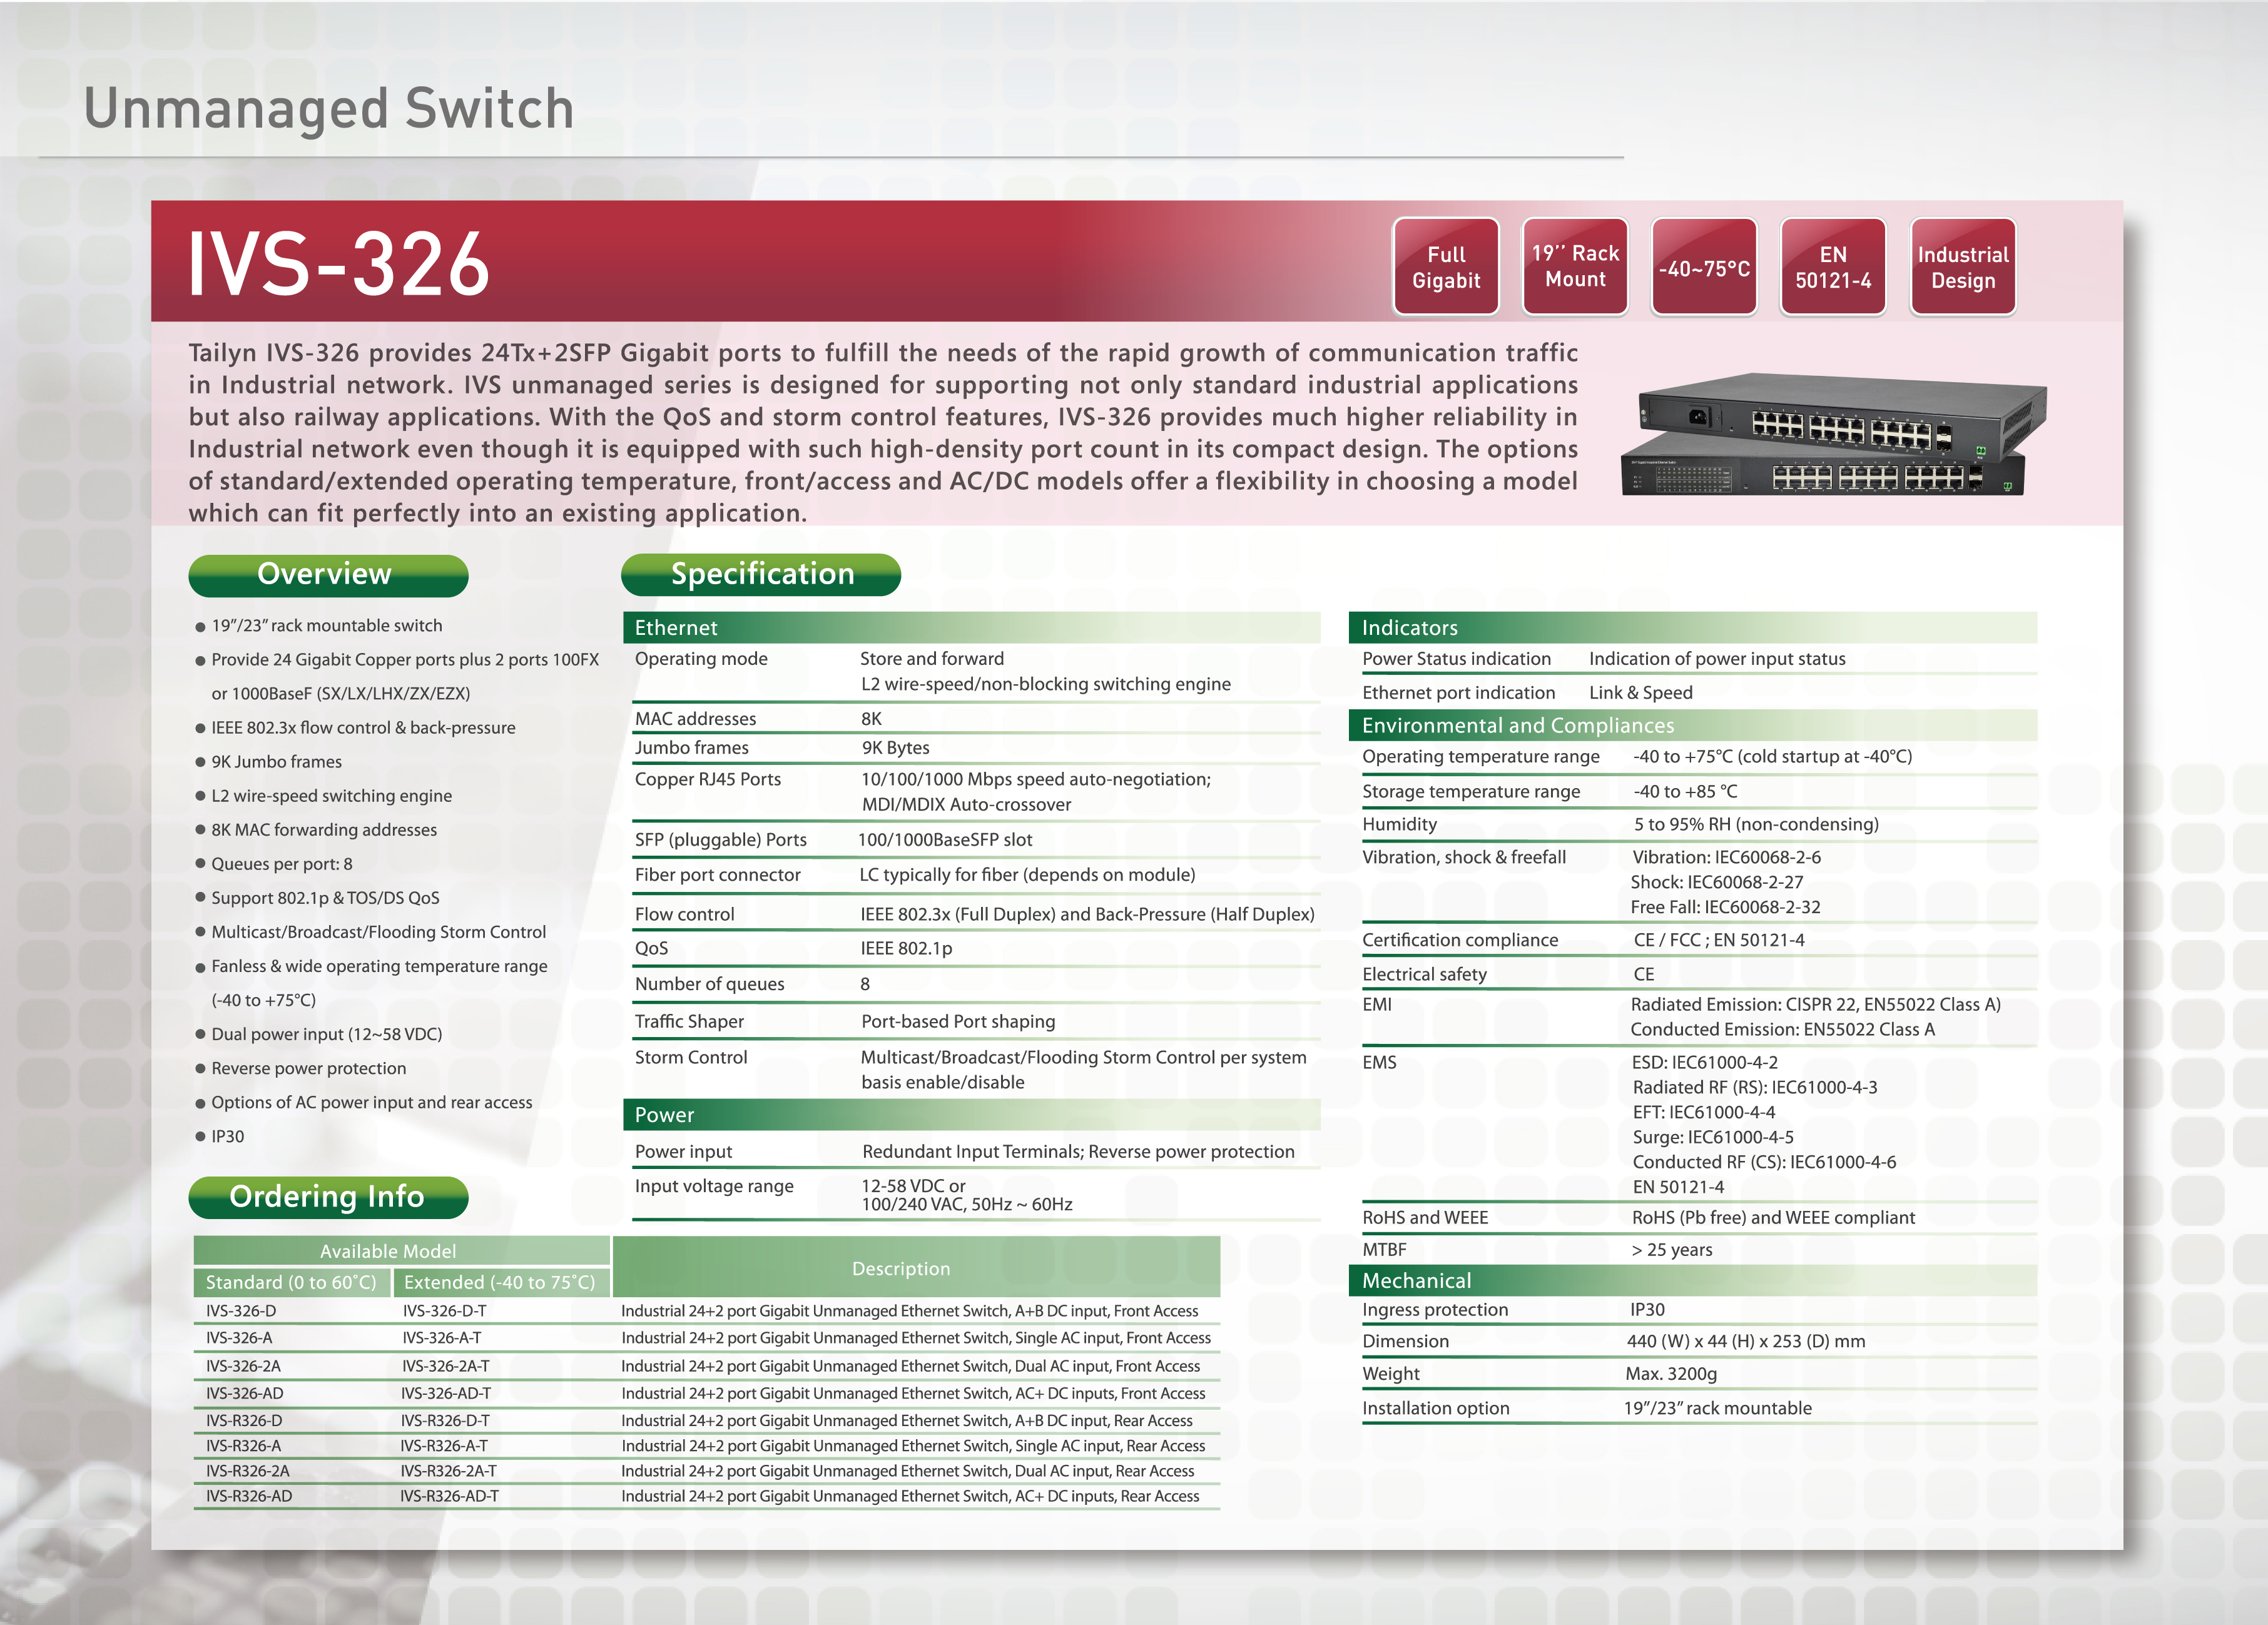 Unmanaged Switch
IVS-326
Full
Gigabit
19'' Rack
Mount
-40~75°C
EN
50121-4
Industrial
Design
Tailyn IVS-326 provides 24Tx+2SFP Gigabit ports to fulfill the needs of the rapid growth of communication traffic
in Industrial network. IVS unmanaged series is designed for supporting not only standard industrial applications
but also railway applications. With the QoS and storm control features, IVS-326 provides much higher reliability in
Industrial network even though it is equipped with such high-density port count in its compact design. The options
of standard/extended operating temperature, front/access and AC/DC models offer a flexibility in choosing a model
which can fit perfectly into an existing application.
Overview
● 19"/23" rack mountable switch
● Provide 24 Gigabit Copper ports plus 2 ports 100FX
or 1000BaseF (SX/LX/LHX/ZX/EZX)
● IEEE 802.3x flow control & back-pressure
● 9K Jumbo frames
● L2 wire-speed switching engine
● 8K MAC forwarding addresses
● Queues per port: 8
● Support 802.1p & TOS/DS QoS
● Multicast/Broadcast/Flooding Storm Control
● Fanless & wide operating temperature range
(-40 to +75°C)
● Dual power input (12~58 VDC)
● Reverse power protection
● Options of AC power input and rear access
● IP30
Specification
Ethernet
Operating mode Store and forward
L2 wire-speed/non-blocking switching engine
MAC addresses 8K
Jumbo frames 9K Bytes
Copper RJ45 Ports 10/100/1000 Mbps speed auto-negotiation;
MDI/MDIX Auto-crossover
SFP (pluggable) Ports 100/1000BaseSFP slot
Fiber port connector LC typically for fiber (depends on module)
Flow control IEEE 802.3x (Full Duplex) and Back-Pressure (Half Duplex)
QoS IEEE 802.1p
Number of queues 8
Traffic Shaper Port-based Port shaping
Storm Control Multicast/Broadcast/Flooding Storm Control per system
basis enable/disable
Power
Power input Redundant Input Terminals; Reverse power protection
Input voltage range 12-58 VDC or
100/240 VAC, 50Hz ~ 60Hz
Indicators
Power Status indication Indication of power input status
Ethernet port indication Link & Speed
Environmental and Compliances
Operating temperature range -40 to +75°C (cold startup at -40°C)
Storage temperature range -40 to +85 °C
Humidity 5 to 95% RH (non-condensing)
Vibration, shock & freefall Vibration: IEC60068-2-6
Shock: IEC60068-2-27
Free Fall: IEC60068-2-32
Certification compliance CE / FCC ; EN 50121-4
Electrical safety CE
EMI Radiated Emission: CISPR 22, EN55022 Class A)
Conducted Emission: EN55022 Class A
EMS ESD: IEC61000-4-2
Radiated RF (RS): IEC61000-4-3
EFT: IEC61000-4-4
Surge: IEC61000-4-5
Conducted RF (CS): IEC61000-4-6
EN 50121-4
RoHS and WEEE RoHS (Pb free) and WEEE compliant
MTBF > 25 years
Mechanical
Ingress protection IP30
Dimension 440 (W) x 44 (H) x 253 (D) mm
Weight Max. 3200g
Installation option 19"/23" rack mountable
Ordering Info
Available Model
Description
Standard (0 to 60˚C) Extended (-40 to 75˚C)
IVS-326-D IVS-326-D-T Industrial 24+2 port Gigabit Unmanaged Ethernet Switch, A+B DC input, Front Access
IVS-326-A IVS-326-A-T Industrial 24+2 port Gigabit Unmanaged Ethernet Switch, Single AC input, Front Access
IVS-326-2A IVS-326-2A-T Industrial 24+2 port Gigabit Unmanaged Ethernet Switch, Dual AC input, Front Access
IVS-326-AD IVS-326-AD-T Industrial 24+2 port Gigabit Unmanaged Ethernet Switch, AC+ DC inputs, Front Access
IVS-R326-D IVS-R326-D-T Industrial 24+2 port Gigabit Unmanaged Ethernet Switch, A+B DC input, Rear Access
IVS-R326-A IVS-R326-A-T Industrial 24+2 port Gigabit Unmanaged Ethernet Switch, Single AC input, Rear Access
IVS-R326-2A IVS-R326-2A-T Industrial 24+2 port Gigabit Unmanaged Ethernet Switch, Dual AC input, Rear Access
IVS-R326-AD IVS-R326-AD-T Industrial 24+2 port Gigabit Unmanaged Ethernet Switch, AC+ DC inputs, Rear Access